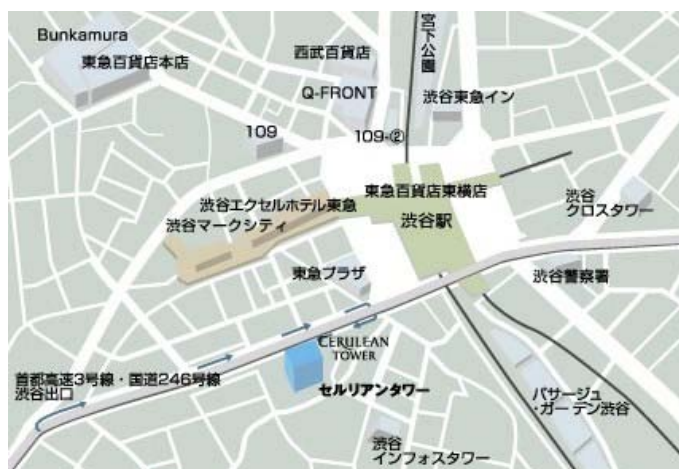 Bunkamura
東急百貨店本店
西武百貨店
Q-FRONT
宮下公園
渋谷東急イン
109
109-②
東急百貨店東横店
渋谷駅
渋谷
クロスタワー
渋谷エクセルホテル東急
渋谷マークシティ
東急プラザ
渋谷警察署
CERULEAN
TOWER
セルリアンタワー
首都高速3号線・国道246号線
渋谷出口
パサージュ
・ガーデン渋谷
渋谷
インフォスタワー